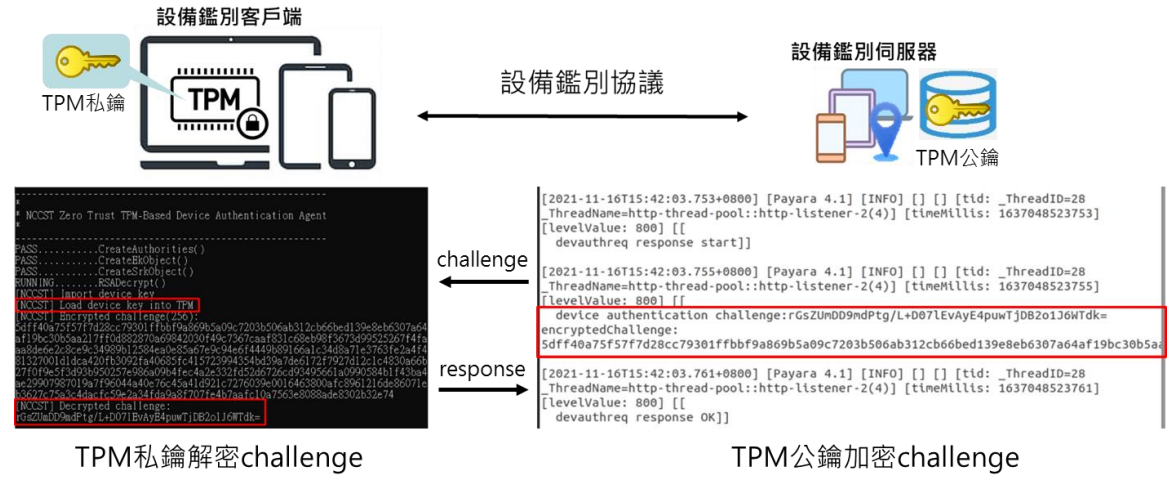 設備鑑別客戶端
TPM私鑰
TPM
設備鑑別協議
設備鑑別伺服器
TPM公鑰
------------------------------------------------------------
*
* NCCST Zero Trust TPM-Based Device Authentication Agent
*
------------------------------------------------------------
PASS..........CreateAuthorities()
PASS..........CreateEkObject()
PASS..........CreateSrkObject()
RUNNING.......RSADecrypt()
[NCCST] Import device key
[NCCST] Load device key into TPM
[NCCST] Encrypted challenge(256):
[NCCST] Decrypted challenge:
rGsZUmDD9mdPtg/L+D07lEvAyE4puwTjDB2o1J6WTdk=
challenge
response
[2021-11-16T15:42:03.753+0800] [Payara 4.1] [INFO] [] [] [tid: _ThreadID=28
_ThreadName=http-thread-pool::http-listener-2(4)] [timeMillis: 1637048523753]
[levelValue: 800] [[
devauthreq response start]]
[2021-11-16T15:42:03.755+0800] [Payara 4.1] [INFO] [] [] [tid: _ThreadID=28
_ThreadName=http-thread-pool::http-listener-2(4)] [timeMillis: 1637048523755]
[levelValue: 800] [[
device authentication challenge:rGsZUmDD9mdPtg/L+D07lEvAyE4puwTjDB2o1J6WTdk=
encryptedChallenge:
5dff40a75f57f7d28cc79301ffbbf9a869b5a09c7203b506ab312cb66bed139e8eb6307a64af19bc30b5aa
[2021-11-16T15:42:03.761+0800] [Payara 4.1] [INFO] [] [] [tid: _ThreadID=28
_ThreadName=http-thread-pool::http-listener-2(4)] [timeMillis: 1637048523761]
[levelValue: 800] [[
devauthreq response OK]]
TPM私鑰解密challenge
TPM公鑰加密challenge